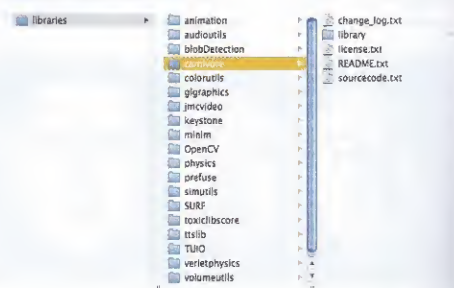 libraries
animation
audioutils
blobDetection
carnivore
colorutils
glgraphics
jmcvideo
keystone
minim
OpenCV
physics
prefuse
simutils
SURF
toxiclibscore
ttslib
TUIO
verletphysics
volumeutils
change_log.txt
library
license.txt
README.txt
sourcecode.txt